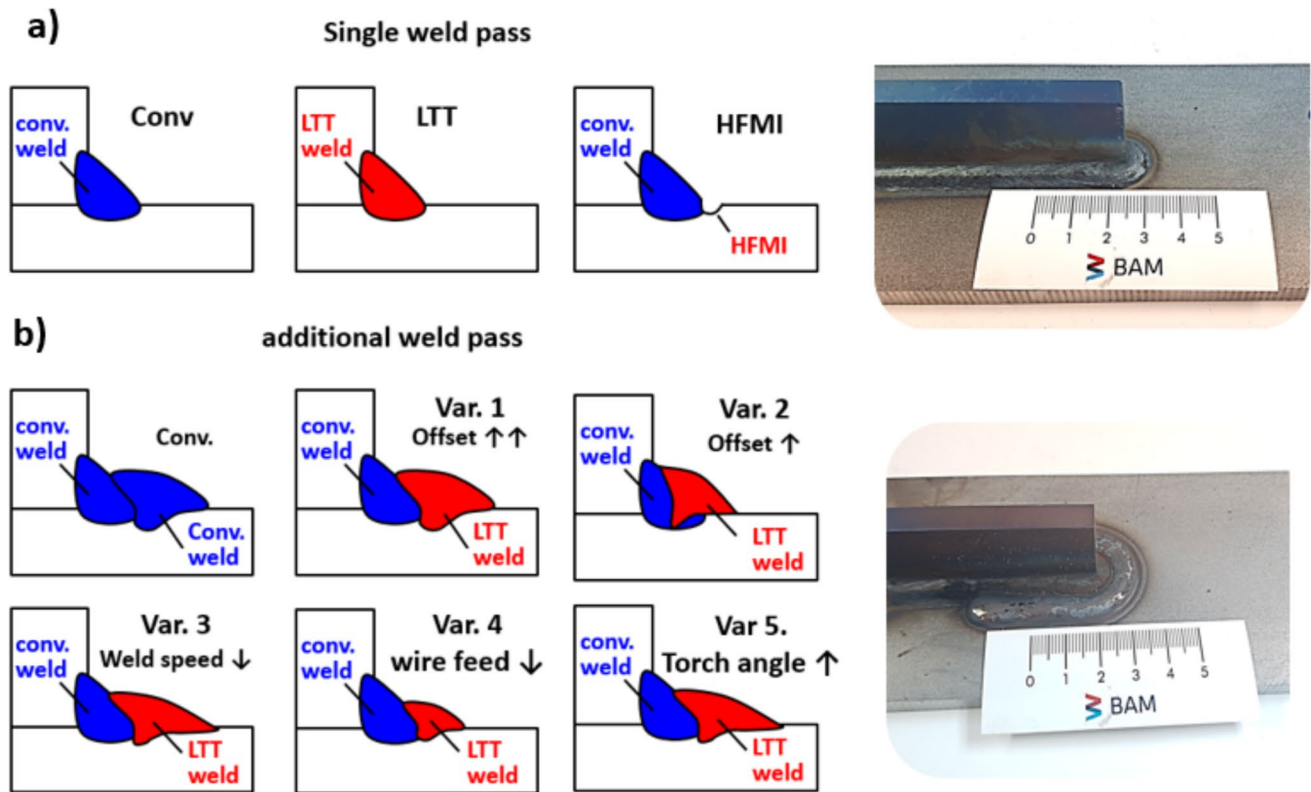 a)
Single weld pass
conv.
weld
Conv
LTT
weld
LTT
conv.
weld
HFMI
HFMI
0 1 2 3 4 5
BAM
b)
additional weld pass
conv.
weld
Conv.
Conv.
weld
conv.
weld
Var. 1
Offset ↑↑
LTT
weld
conv.
weld
Var. 2
Offset ↑
LTT
weld
conv.
weld
Var. 3
Weld speed ↓
LTT
weld
conv.
weld
Var. 4
wire feed ↓
LTT
weld
conv.
weld
Var 5.
Torch angle ↑
LTT
weld
0 1 2 3 4 5
BAM